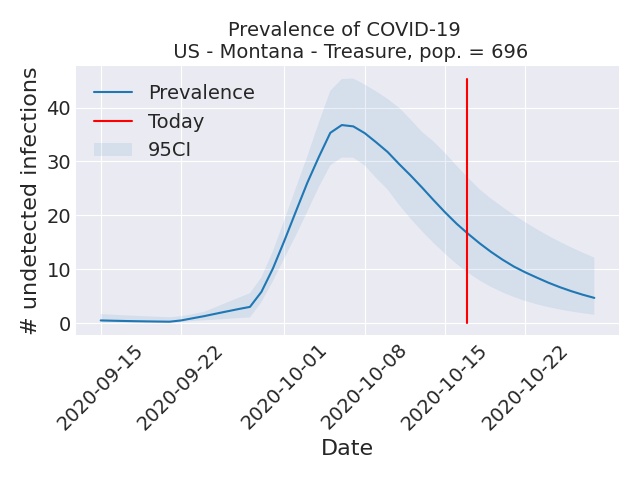 Prevalence of COVID-19
US - Montana - Treasure, pop. = 696
# undetected infections
40
30
20
10
0
Prevalence
Today
95CI
2020-09-15
2020-09-22
2020-10-01
2020-10-08
2020-10-15
2020-10-22
Date